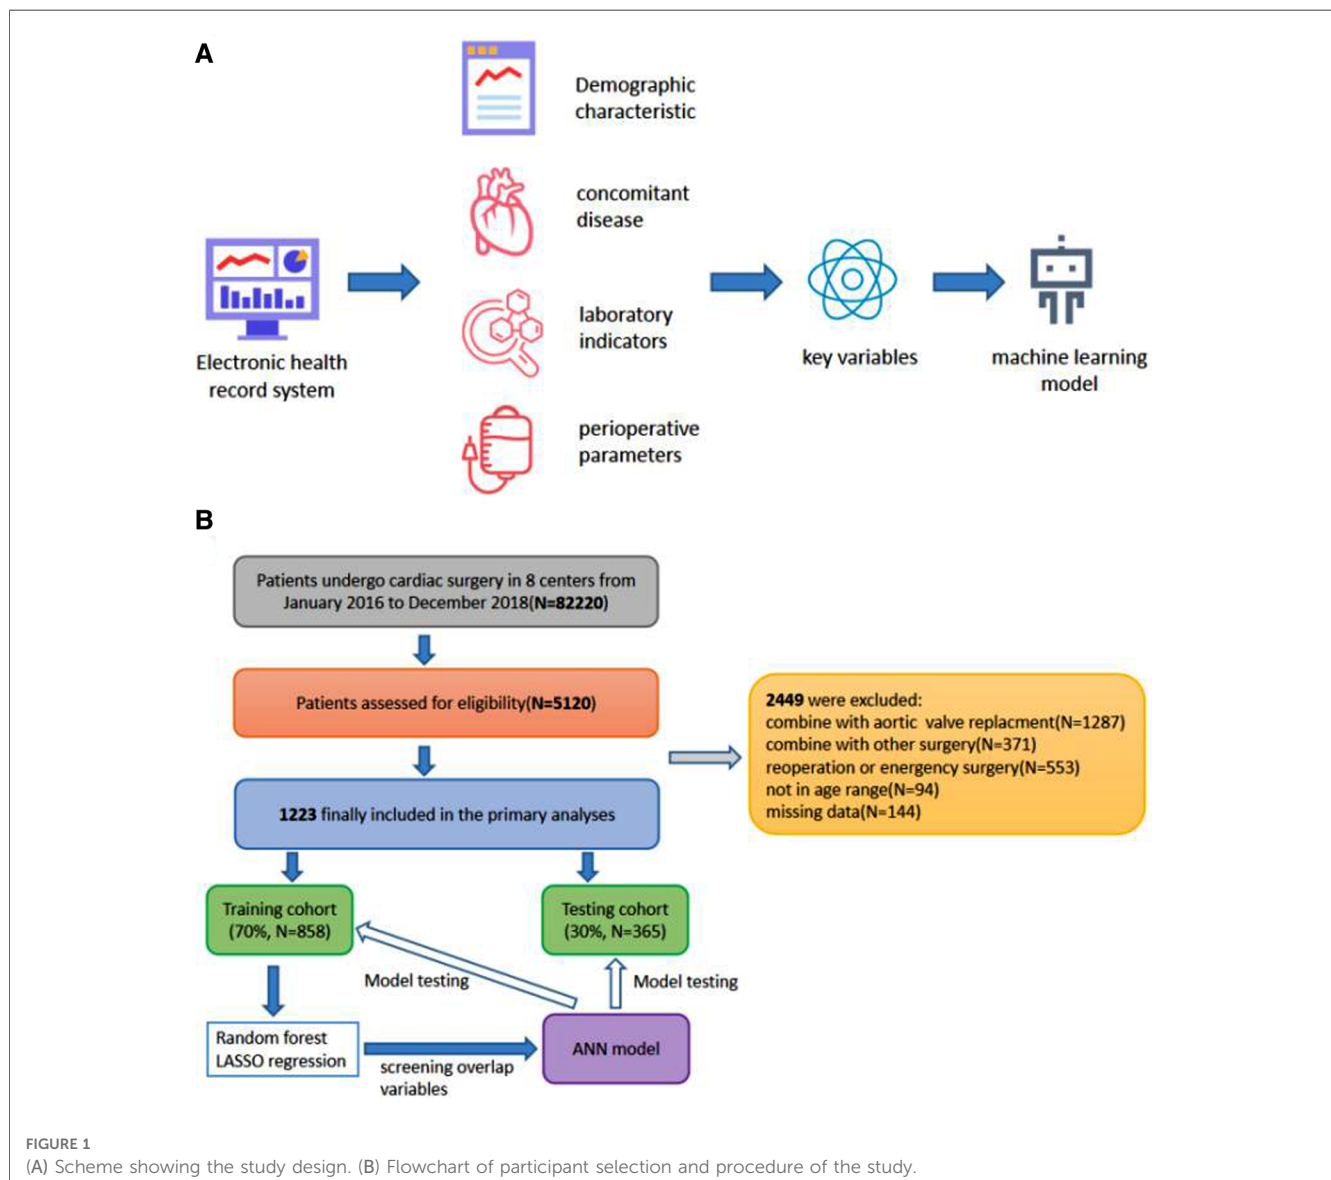 A
Demographic
characteristic
concomitant
disease
laboratory
indicators
perioperative
parameters
Electronic health
record system
key variables
machine learning
model
B
Patients undergo cardiac surgery in 8 centers from
January 2016 to December 2018(N=82220)
Patients assessed for eligibility(N=5120)
2449 were excluded:
combine with aortic valve replacment(N=1287)
combine with other surgery(N=371)
reoperation or energency surgery(N=553)
not in age range(N=94)
missing data(N=144)
1223 finally included in the primary analyses
Training cohort
(70%, N=858)
Testing cohort
(30%, N=365)
Model testing
Model testing
Random forest
LASSO regression
screening overlap
variables
ANN model
FIGURE 1
(A) Scheme showing the study design. (B) Flowchart of participant selection and procedure of the study.